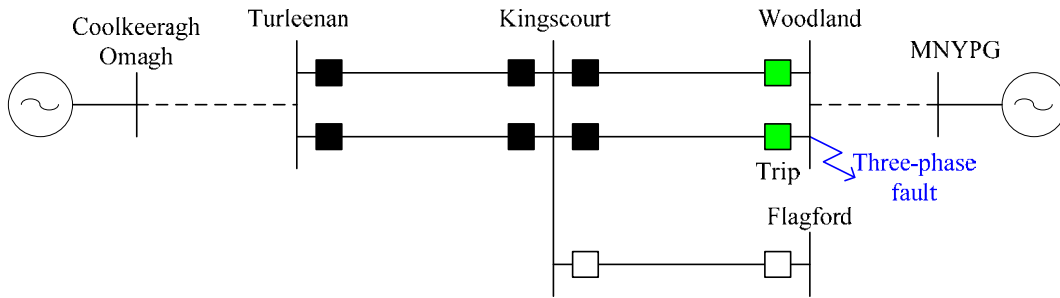 Coolkeeragh
Omagh
Turleenan
Kingscourt
Woodland
MNYPG
Trip
Three-phase
fault
Flagford